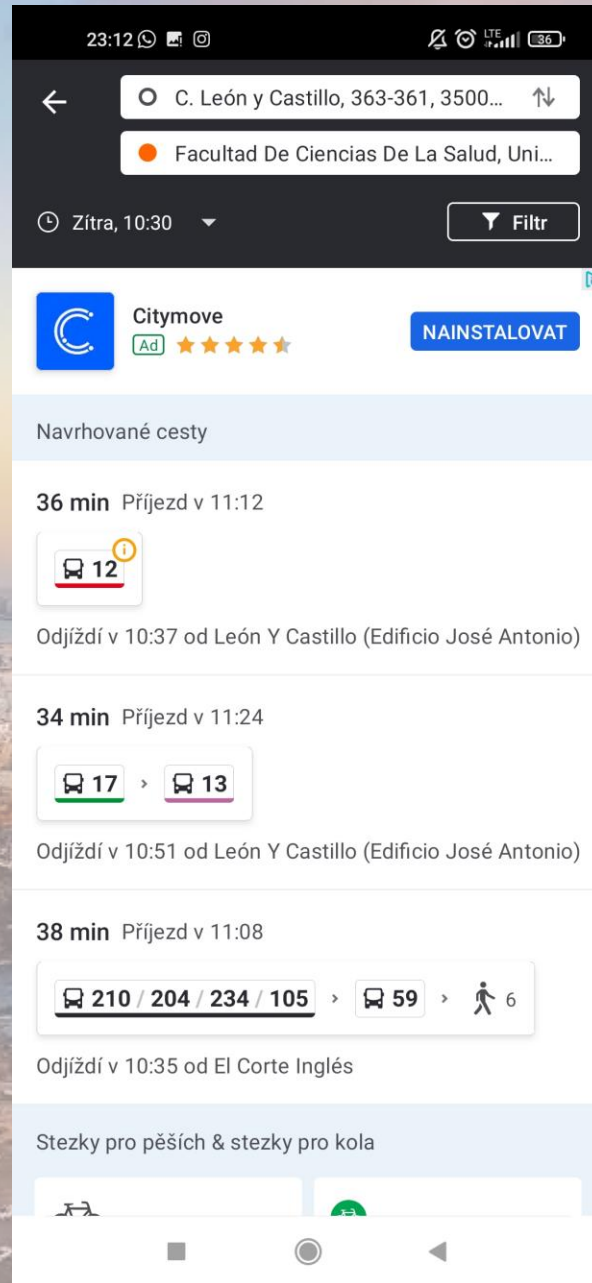 23:12 LTE 36
C. León y Castillo, 363-361, 3500...
Facultad De Ciencias De La Salud, Uni...
Zítra, 10:30 Filtr
Citymove
Ad NAINSTALOVAT
Navrhované cesty
36 min Příjezd v 11:12
12
Odjíždí v 10:37 od León Y Castillo (Edificio José Antonio)
34 min Příjezd v 11:24
17 > 13
Odjíždí v 10:51 od León Y Castillo (Edificio José Antonio)
38 min Příjezd v 11:08
210 / 204 / 234 / 105 > 59 > 6
Odjíždí v 10:35 od El Corte Inglés
Stezky pro pěších & stezky pro kola